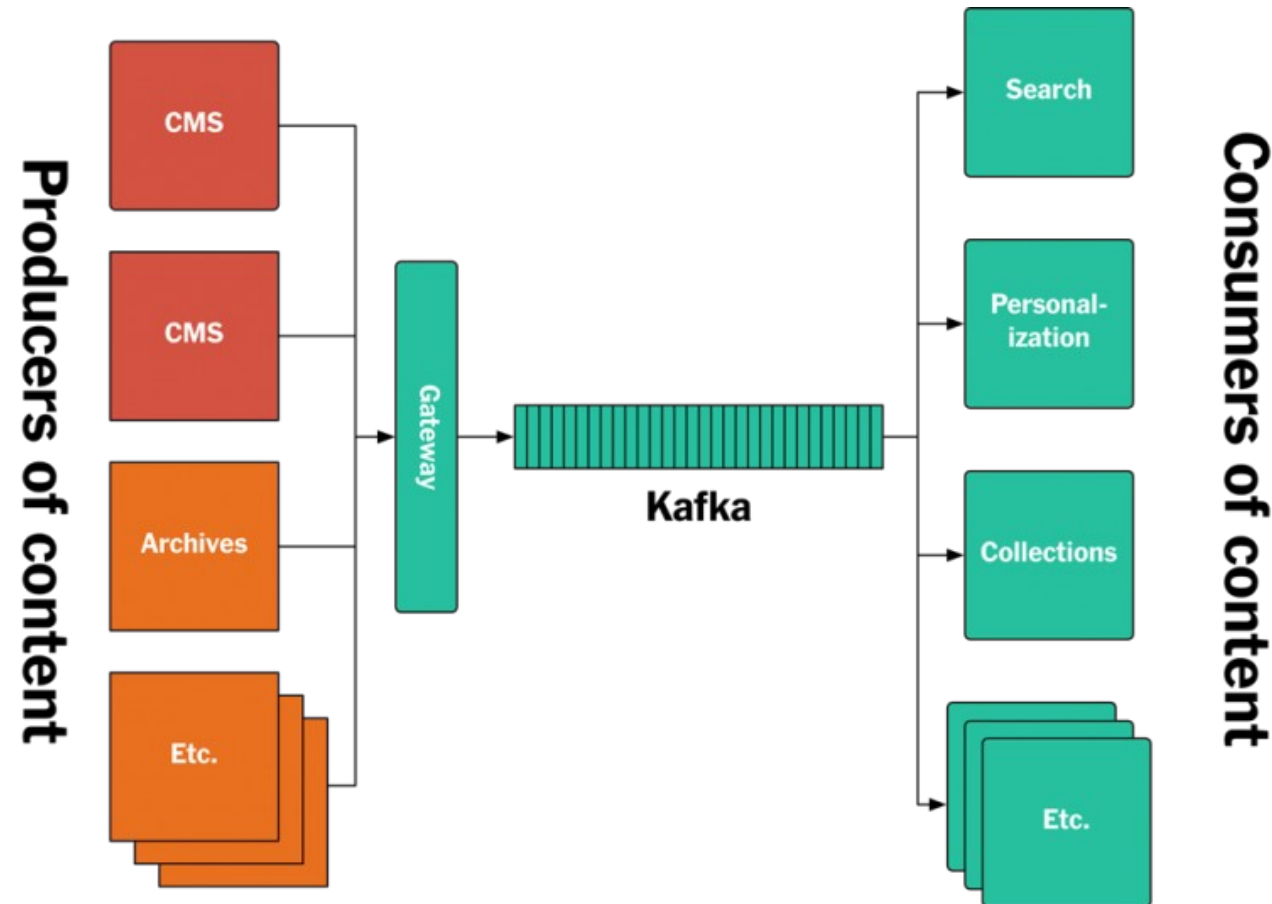 Producers of content
CMS
CMS
Archives
Etc.
Gateway
Kafka
Search
Personal-
ization
Collections
Etc.
Consumers of content